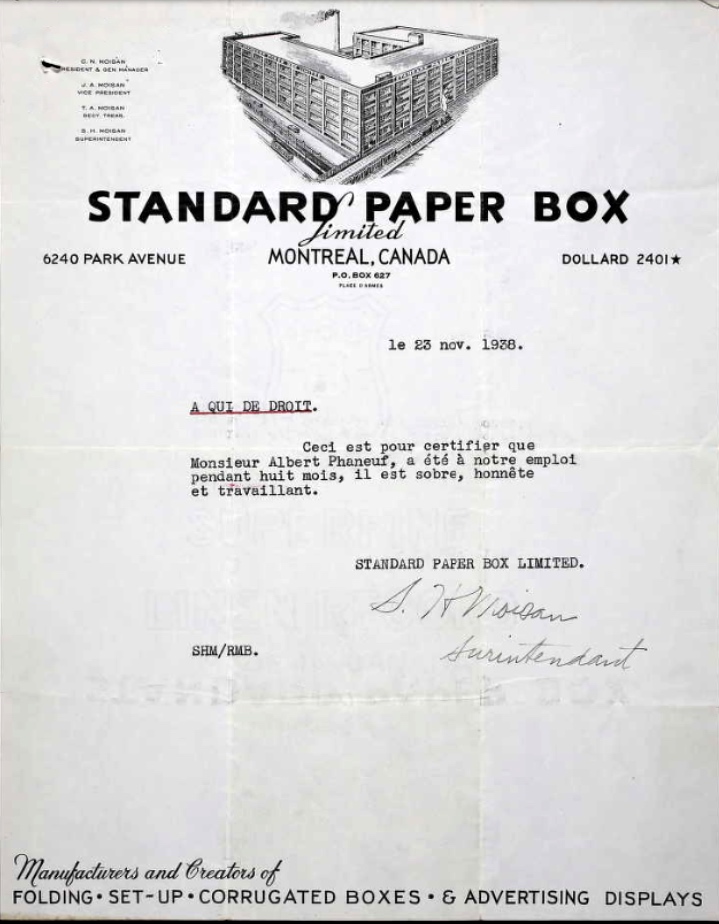 C. N. MOISAN
PRESIDENT & GEN MANAGER
J. A. MOISAN
VICE PRESIDENT
T. A. MOISAN
SECY. TREAS.
S. H. MOISAN
SUPERINTENDENT
STANDARD PAPER BOX
Limited
6240 PARK AVENUE
MONTREAL, CANADA
DOLLARD 2401★
P.O. BOX 627
PLACE D'ARMES
le 23 nov. 1938.
A QUI DE DROIT.
Ceci est pour certifier que
Monsieur Albert Phaneuf, a été à notre emploi
pendant huit mois, il est sobre, honnête
et travaillant.
STANDARD PAPER BOX LIMITED.
S. H Moisan
surintendant
SHM/RMB.
Manufacturers and Creators of
FOLDING • SET-UP • CORRUGATED BOXES • & ADVERTISING DISPLAYS